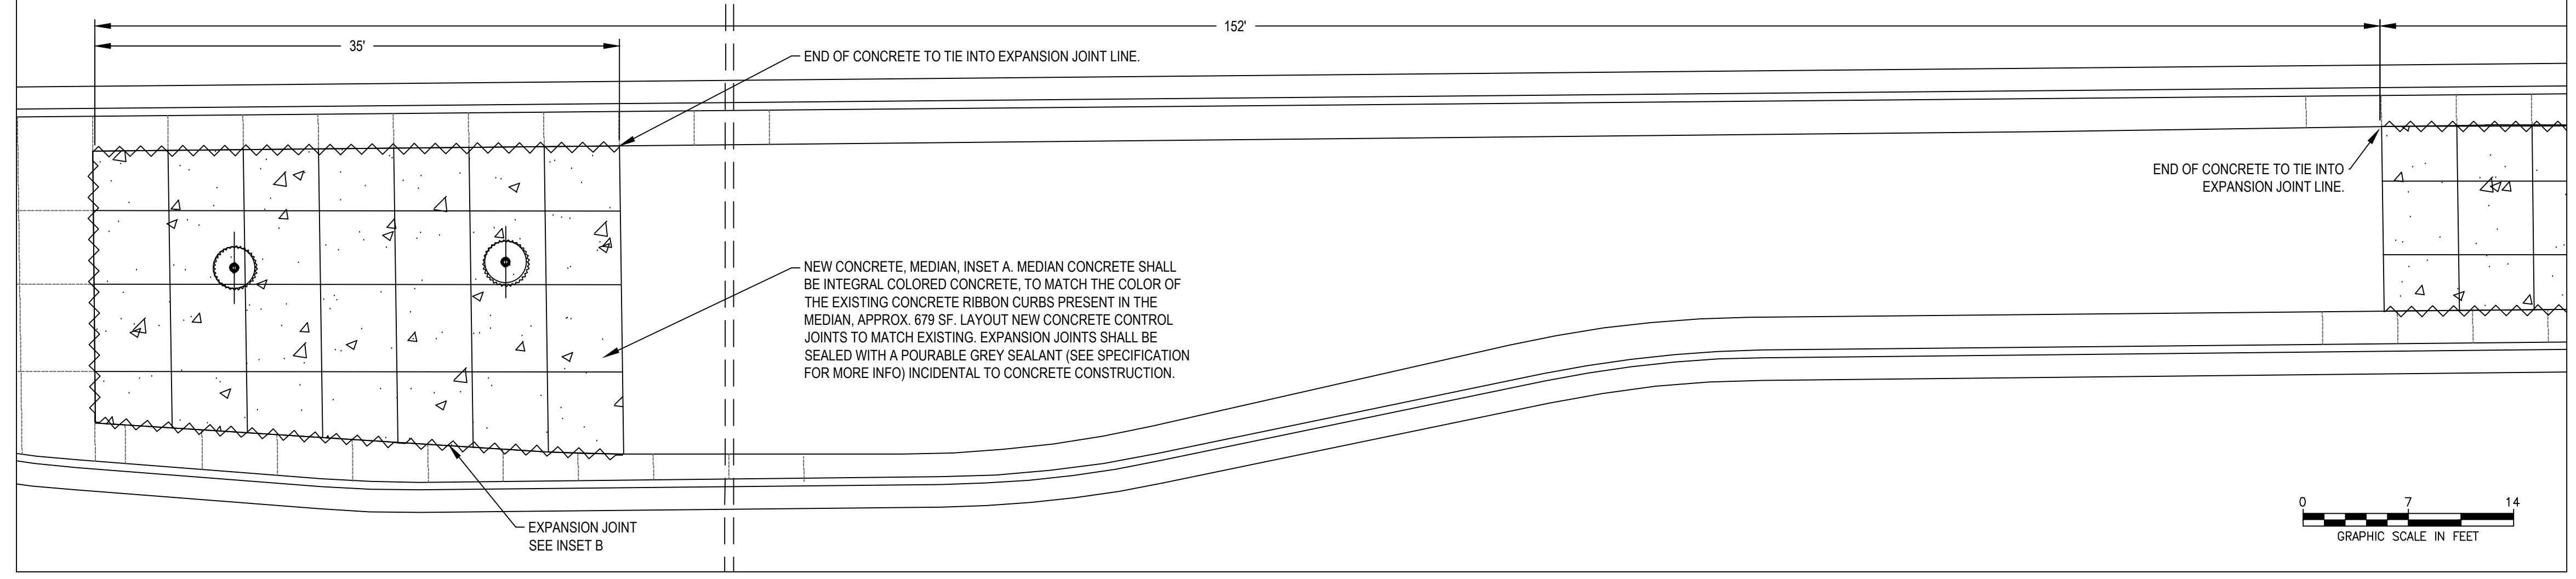 152'
35'
END OF CONCRETE TO TIE INTO EXPANSION JOINT LINE.
END OF CONCRETE TO TIE INTO
EXPANSION JOINT LINE.
NEW CONCRETE, MEDIAN, INSET A. MEDIAN CONCRETE SHALL
BE INTEGRAL COLORED CONCRETE, TO MATCH THE COLOR OF
THE EXISTING CONCRETE RIBBON CURBS PRESENT IN THE
MEDIAN, APPROX. 679 SF. LAYOUT NEW CONCRETE CONTROL
JOINTS TO MATCH EXISTING. EXPANSION JOINTS SHALL BE
SEALED WITH A POURABLE GREY SEALANT (SEE SPECIFICATION
FOR MORE INFO) INCIDENTAL TO CONCRETE CONSTRUCTION.
EXPANSION JOINT
SEE INSET B
0 7 14
GRAPHIC SCALE IN FEET